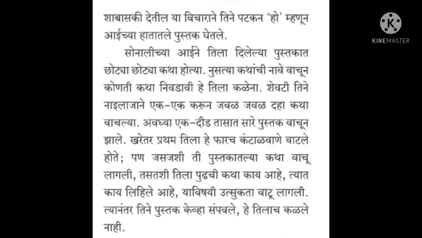 शाबासकी देतील या विचाराने तिने पटकन 'हो' म्हणून
आईच्या हातातले पुस्तक घेतले.
सोनालीच्या आईने तिला दिलेल्या पुस्तकात
छोट्या छोट्या कथा होत्या. नुसत्या कथांची नावे वाचून
कोणती कथा निवडावी हे तिला कळेना. शेवटी तिने
नाइलाजाने एक-एक करून जवळ जवळ दहा कथा
वाचल्या. अवघ्या एक-दीड तासात सारे पुस्तक वाचून
झाले. खरेतर प्रथम तिला हे फारच कंटाळवाणे वाटले
होते; पण जसजशी ती पुस्तकातल्या कथा वाचू
लागली, तसतशी तिला पुढची कथा काय आहे, त्यात
काय लिहिले आहे, याविषयी उत्सुकता वाटू लागली.
त्यानंतर तिने पुस्तक केव्हा संपवले, हे तिलाच कळले
नाही.
KINEMASTER